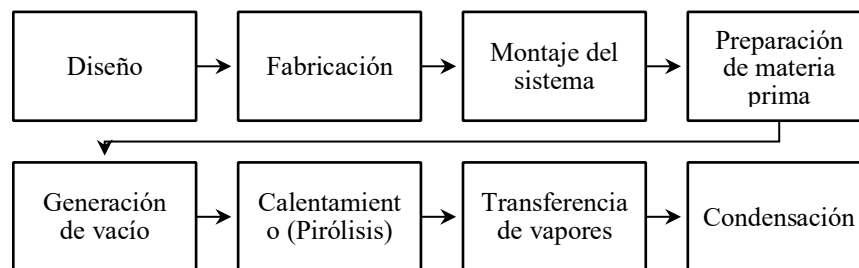 Diseño
Fabricación
Montaje del
sistema
Preparación
de materia
prima
Generación
de vacío
Calentamient
o (Pirólisis)
Transferencia
de vapores
Condensación